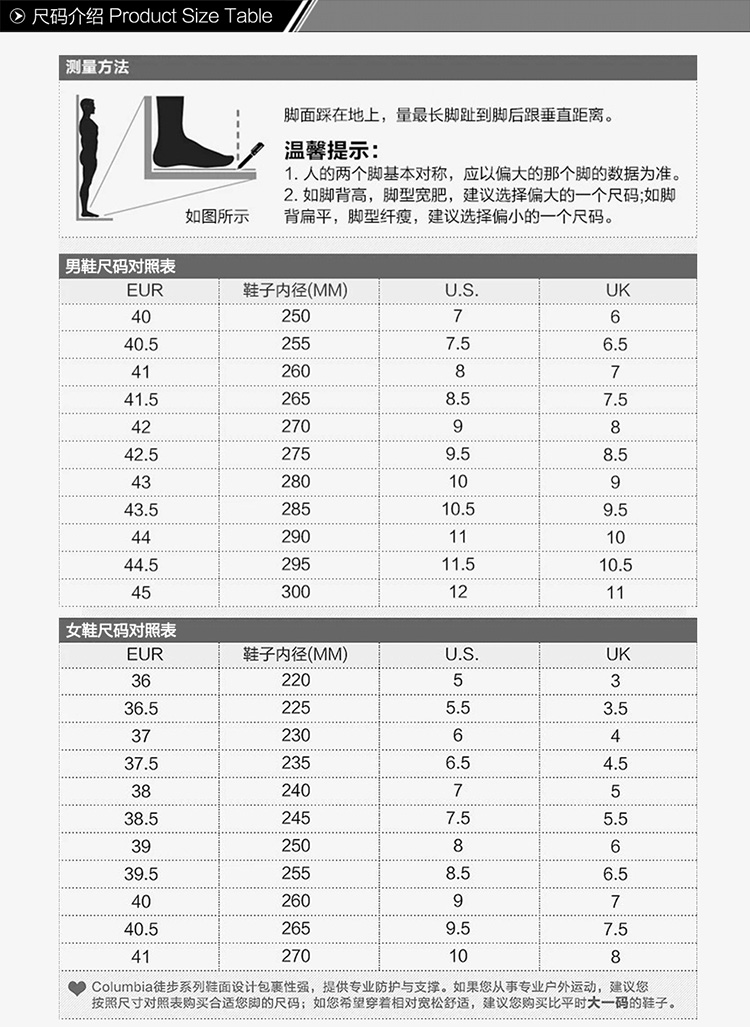 尺码介绍 Product Size Table
测量方法
脚面踩在地上，量最长脚趾到脚后跟垂直距离。
温馨提示：
1. 人的两个脚基本对称，应以偏大的那个脚的数据为准。
2. 如脚背高，脚型宽肥，建议选择偏大的一个尺码;如脚
背扁平，脚型纤瘦，建议选择偏小的一个尺码。
如图所示
男鞋尺码对照表
EUR 鞋子内径(MM) U.S. UK
40 250 7 6
40.5 255 7.5 6.5
41 260 8 7
41.5 265 8.5 7.5
42 270 9 8
42.5 275 9.5 8.5
43 280 10 9
43.5 285 10.5 9.5
44 290 11 10
44.5 295 11.5 10.5
45 300 12 11
女鞋尺码对照表
EUR 鞋子内径(MM) U.S. UK
36 220 5 3
36.5 225 5.5 3.5
37 230 6 4
37.5 235 6.5 4.5
38 240 7 5
38.5 245 7.5 5.5
39 250 8 6
39.5 255 8.5 6.5
40 260 9 7
40.5 265 9.5 7.5
41 270 10 8
Columbia徒步系列鞋面设计包裹性强，提供专业防护与支撑。如果您从事专业户外运动，建议您
按照尺寸对照表购买合适您脚的尺码；如您希望穿着相对宽松舒适，建议您购买比平时大一码的鞋子。